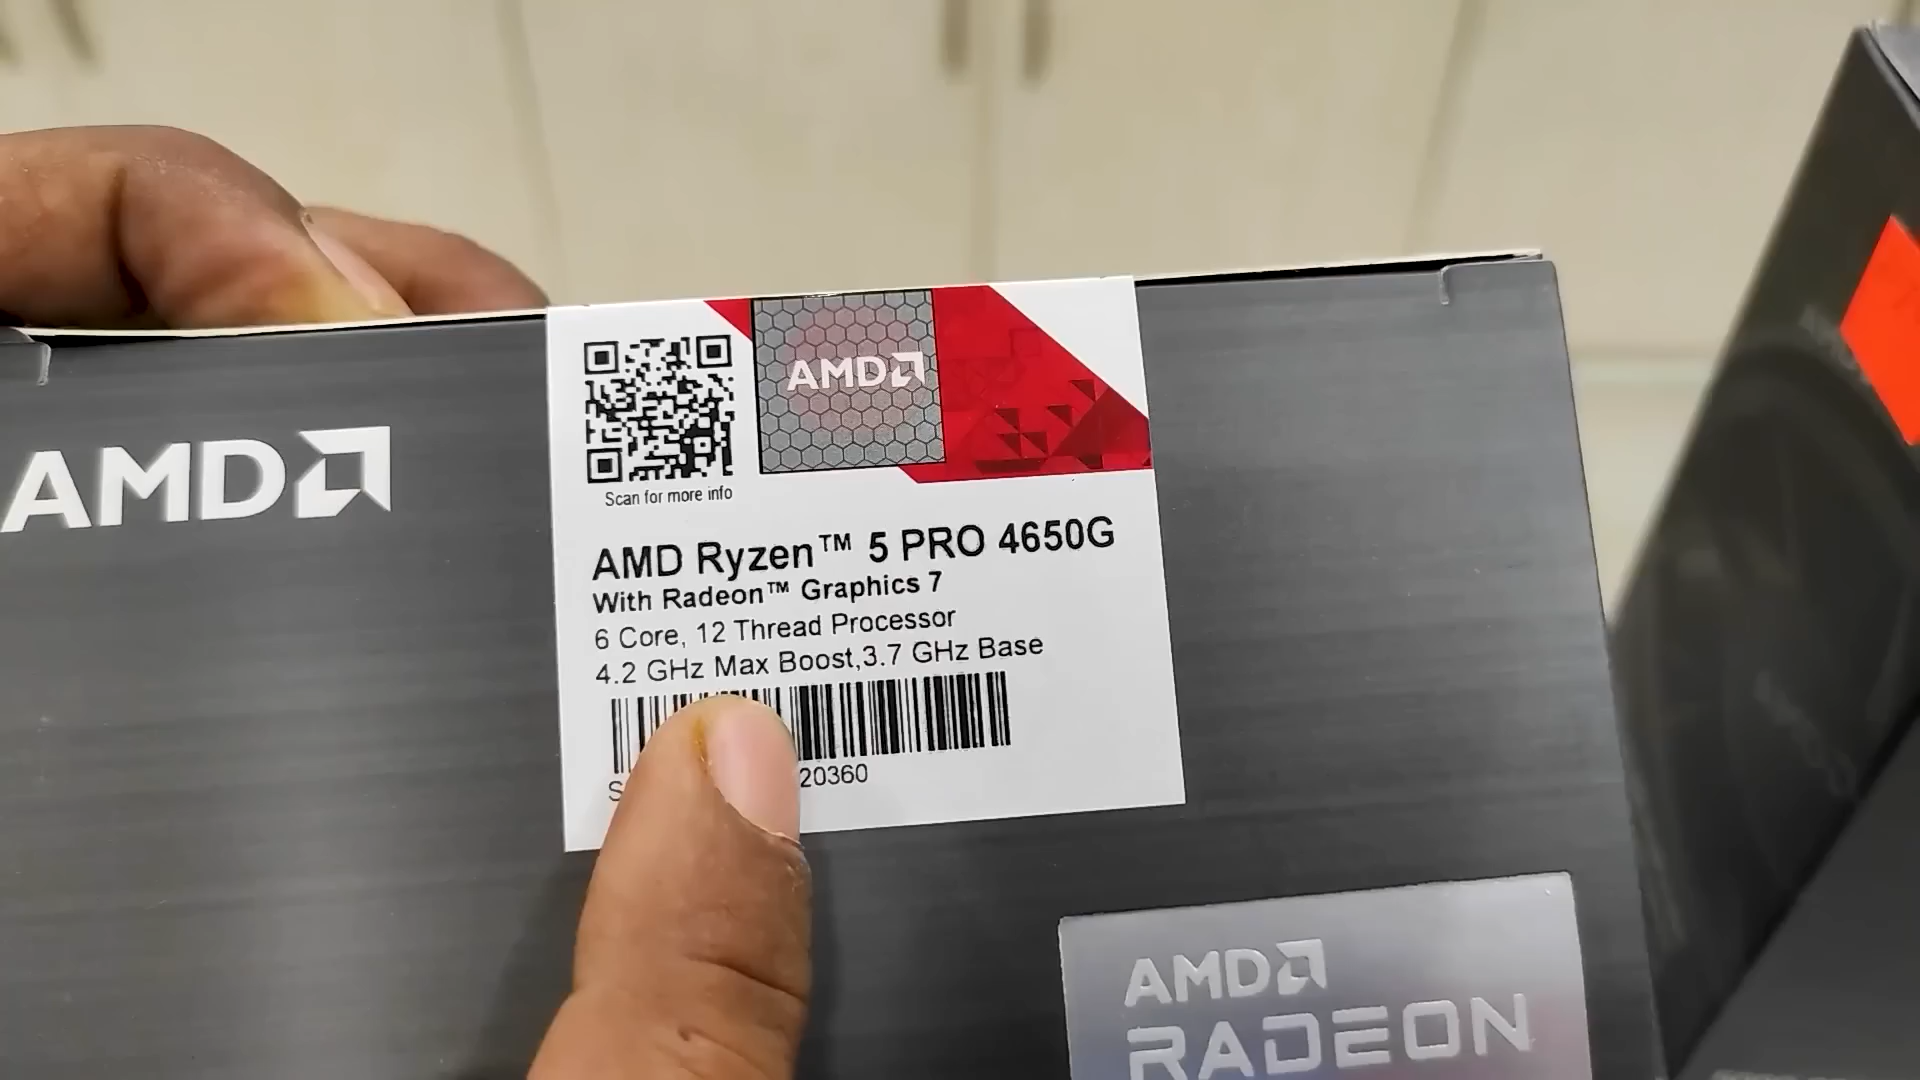 AMD
AMD
Scan for more info
AMD Ryzen™ 5 PRO 4650G
With Radeon™ Graphics 7
6 Core, 12 Thread Processor
4.2 GHz Max Boost,3.7 GHz Base
20360
AMD
RADEON